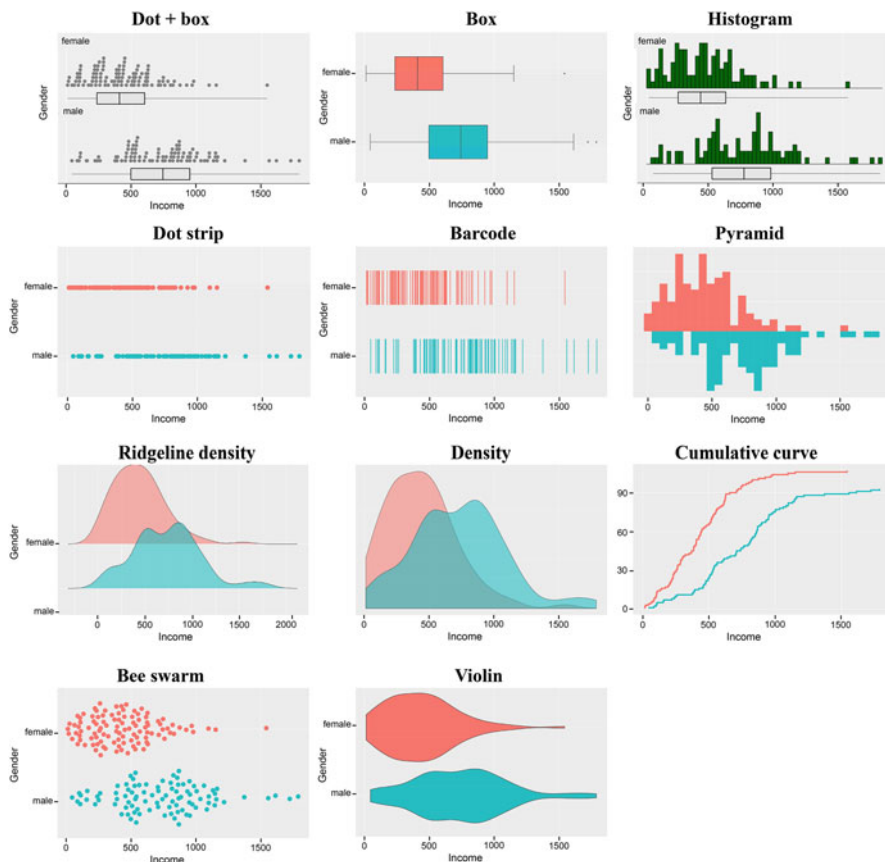 Dot + box
female
male
Gender
0 500 1000 1500
Income
Box
female
male
Gender
0 500 1000 1500
Income
Histogram
female
male
Gender
0 500 1000 1500
Income
Dot strip
female
male
Gender
0 500 1000 1500
Income
Barcode
female
male
Gender
0 500 1000 1500
Income
Pyramid
0 500 1000 1500
Income
Ridgeline density
female
male
Gender
0 500 1000 1500 2000
Income
Density
0 500 1000 1500
Income
Cumulative curve
90
60
30
0
0 500 1000 1500
Income
Bee swarm
female
male
Gender
0 500 1000 1500
Income
Violin
female
male
Gender
0 500 1000 1500
Income